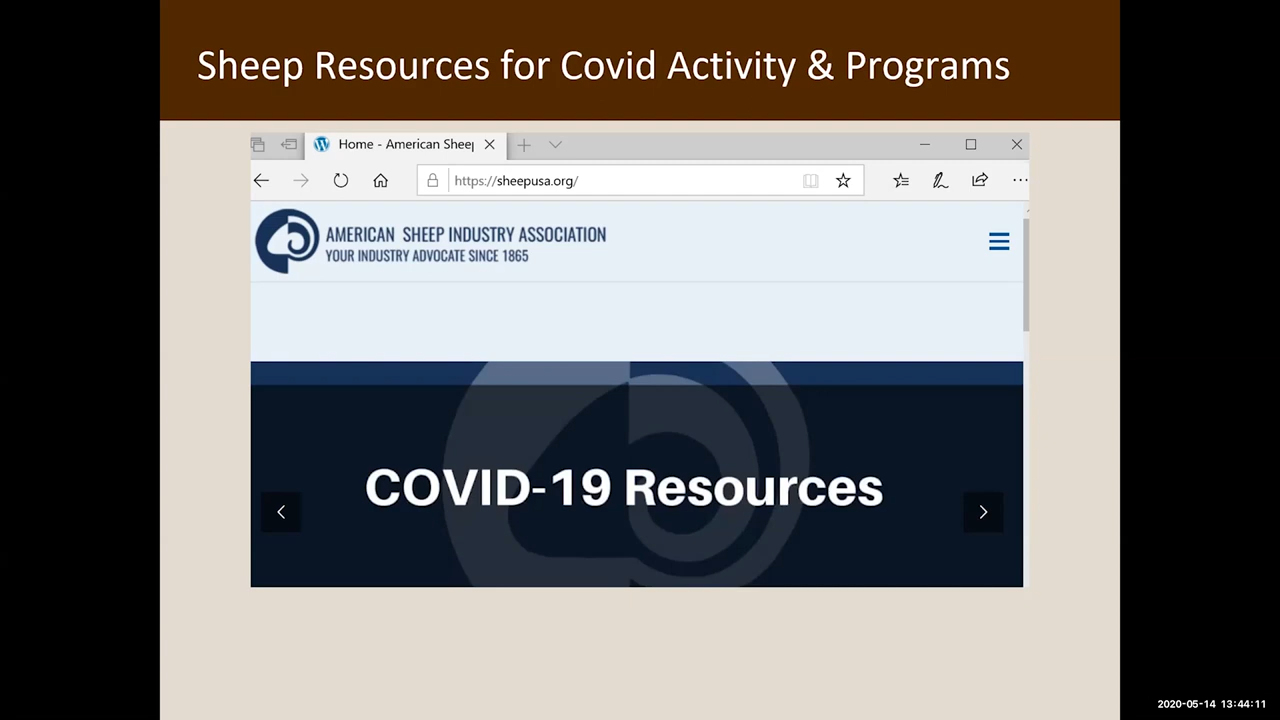 Sheep Resources for Covid Activity & Programs
Home - American Sheep
https://sheepusa.org/
AMERICAN SHEEP INDUSTRY ASSOCIATION
YOUR INDUSTRY ADVOCATE SINCE 1865
COVID-19 Resources
2020-05-14 13:44:11